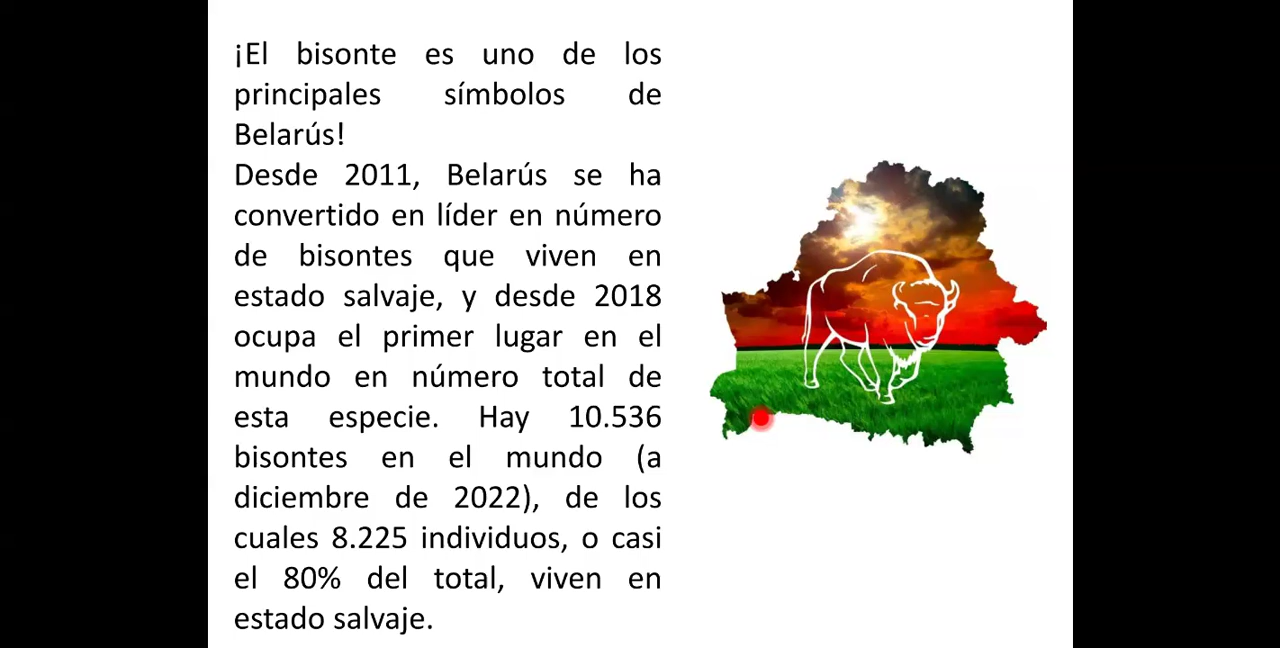 ¡El bisonte es uno de los
principales símbolos de
Belarús!
Desde 2011, Belarús se ha
convertido en líder en número
de bisontes que viven en
estado salvaje, y desde 2018
ocupa el primer lugar en el
mundo en número total de
esta especie. Hay 10.536
bisontes en el mundo (a
diciembre de 2022), de los
cuales 8.225 individuos, o casi
el 80% del total, viven en
estado salvaje.